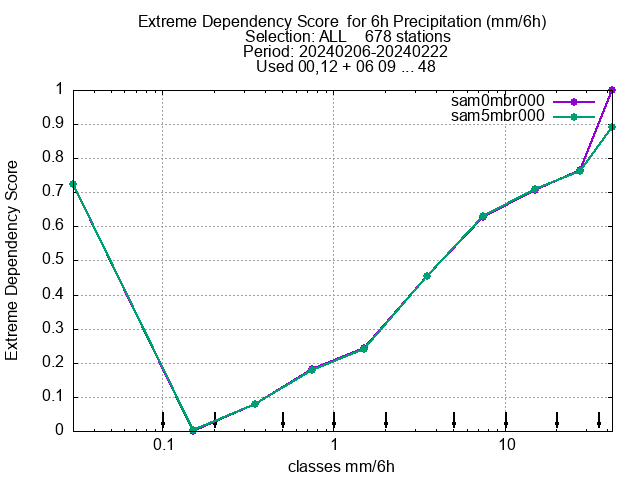 Extreme Dependency Score  for 6h Precipitation (mm/6h)
Selection: ALL    678 stations
Period: 20240206-20240222
Used 00,12 + 06 09 ... 48
sam0mbr000
sam5mbr000
Extreme Dependency Score
1
0.9
0.8
0.7
0.6
0.5
0.4
0.3
0.2
0.1
0
0.1
1
10
classes mm/6h